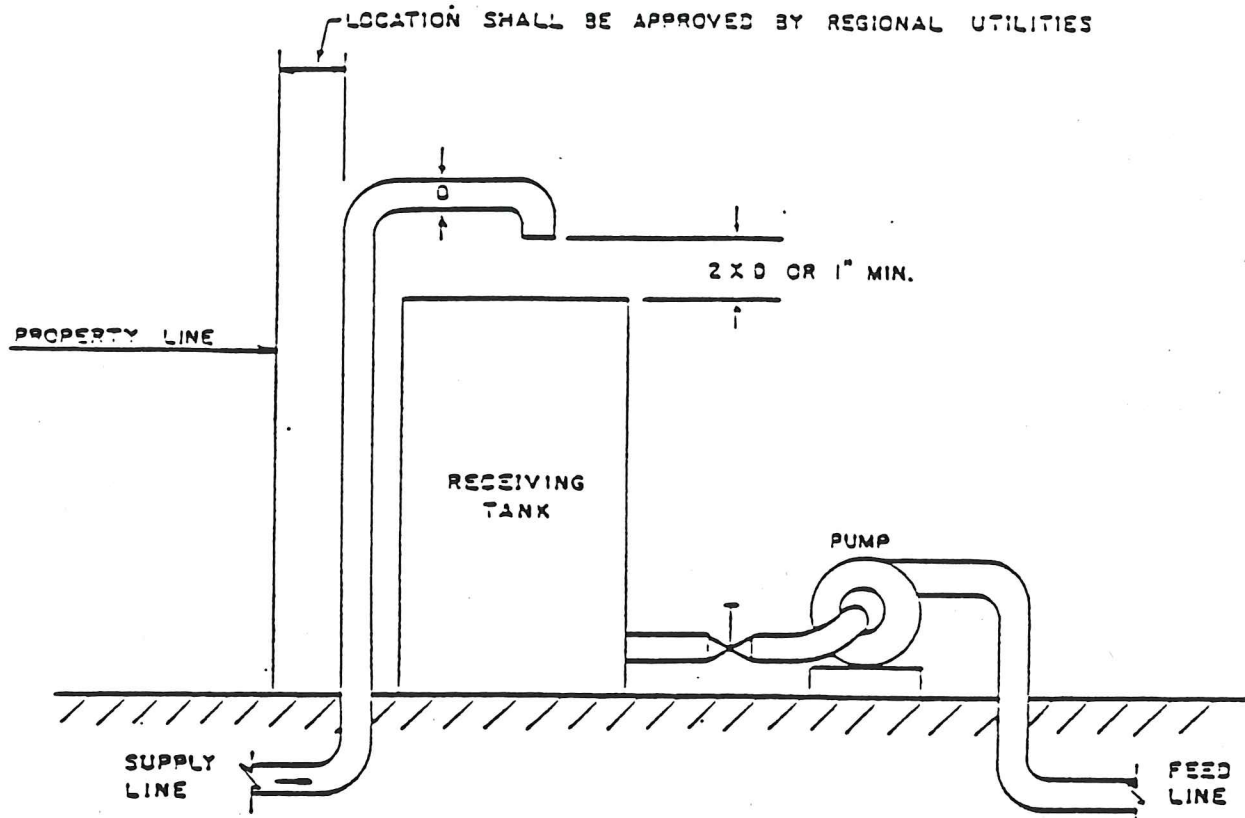 LOCATION SHALL BE APPROVED BY REGIONAL UTILITIES
D
2 X D OR 1" MIN.
PROPERTY LINE
RECEIVING
TANK
PUMP
SUPPLY
LINE
FEED
LINE